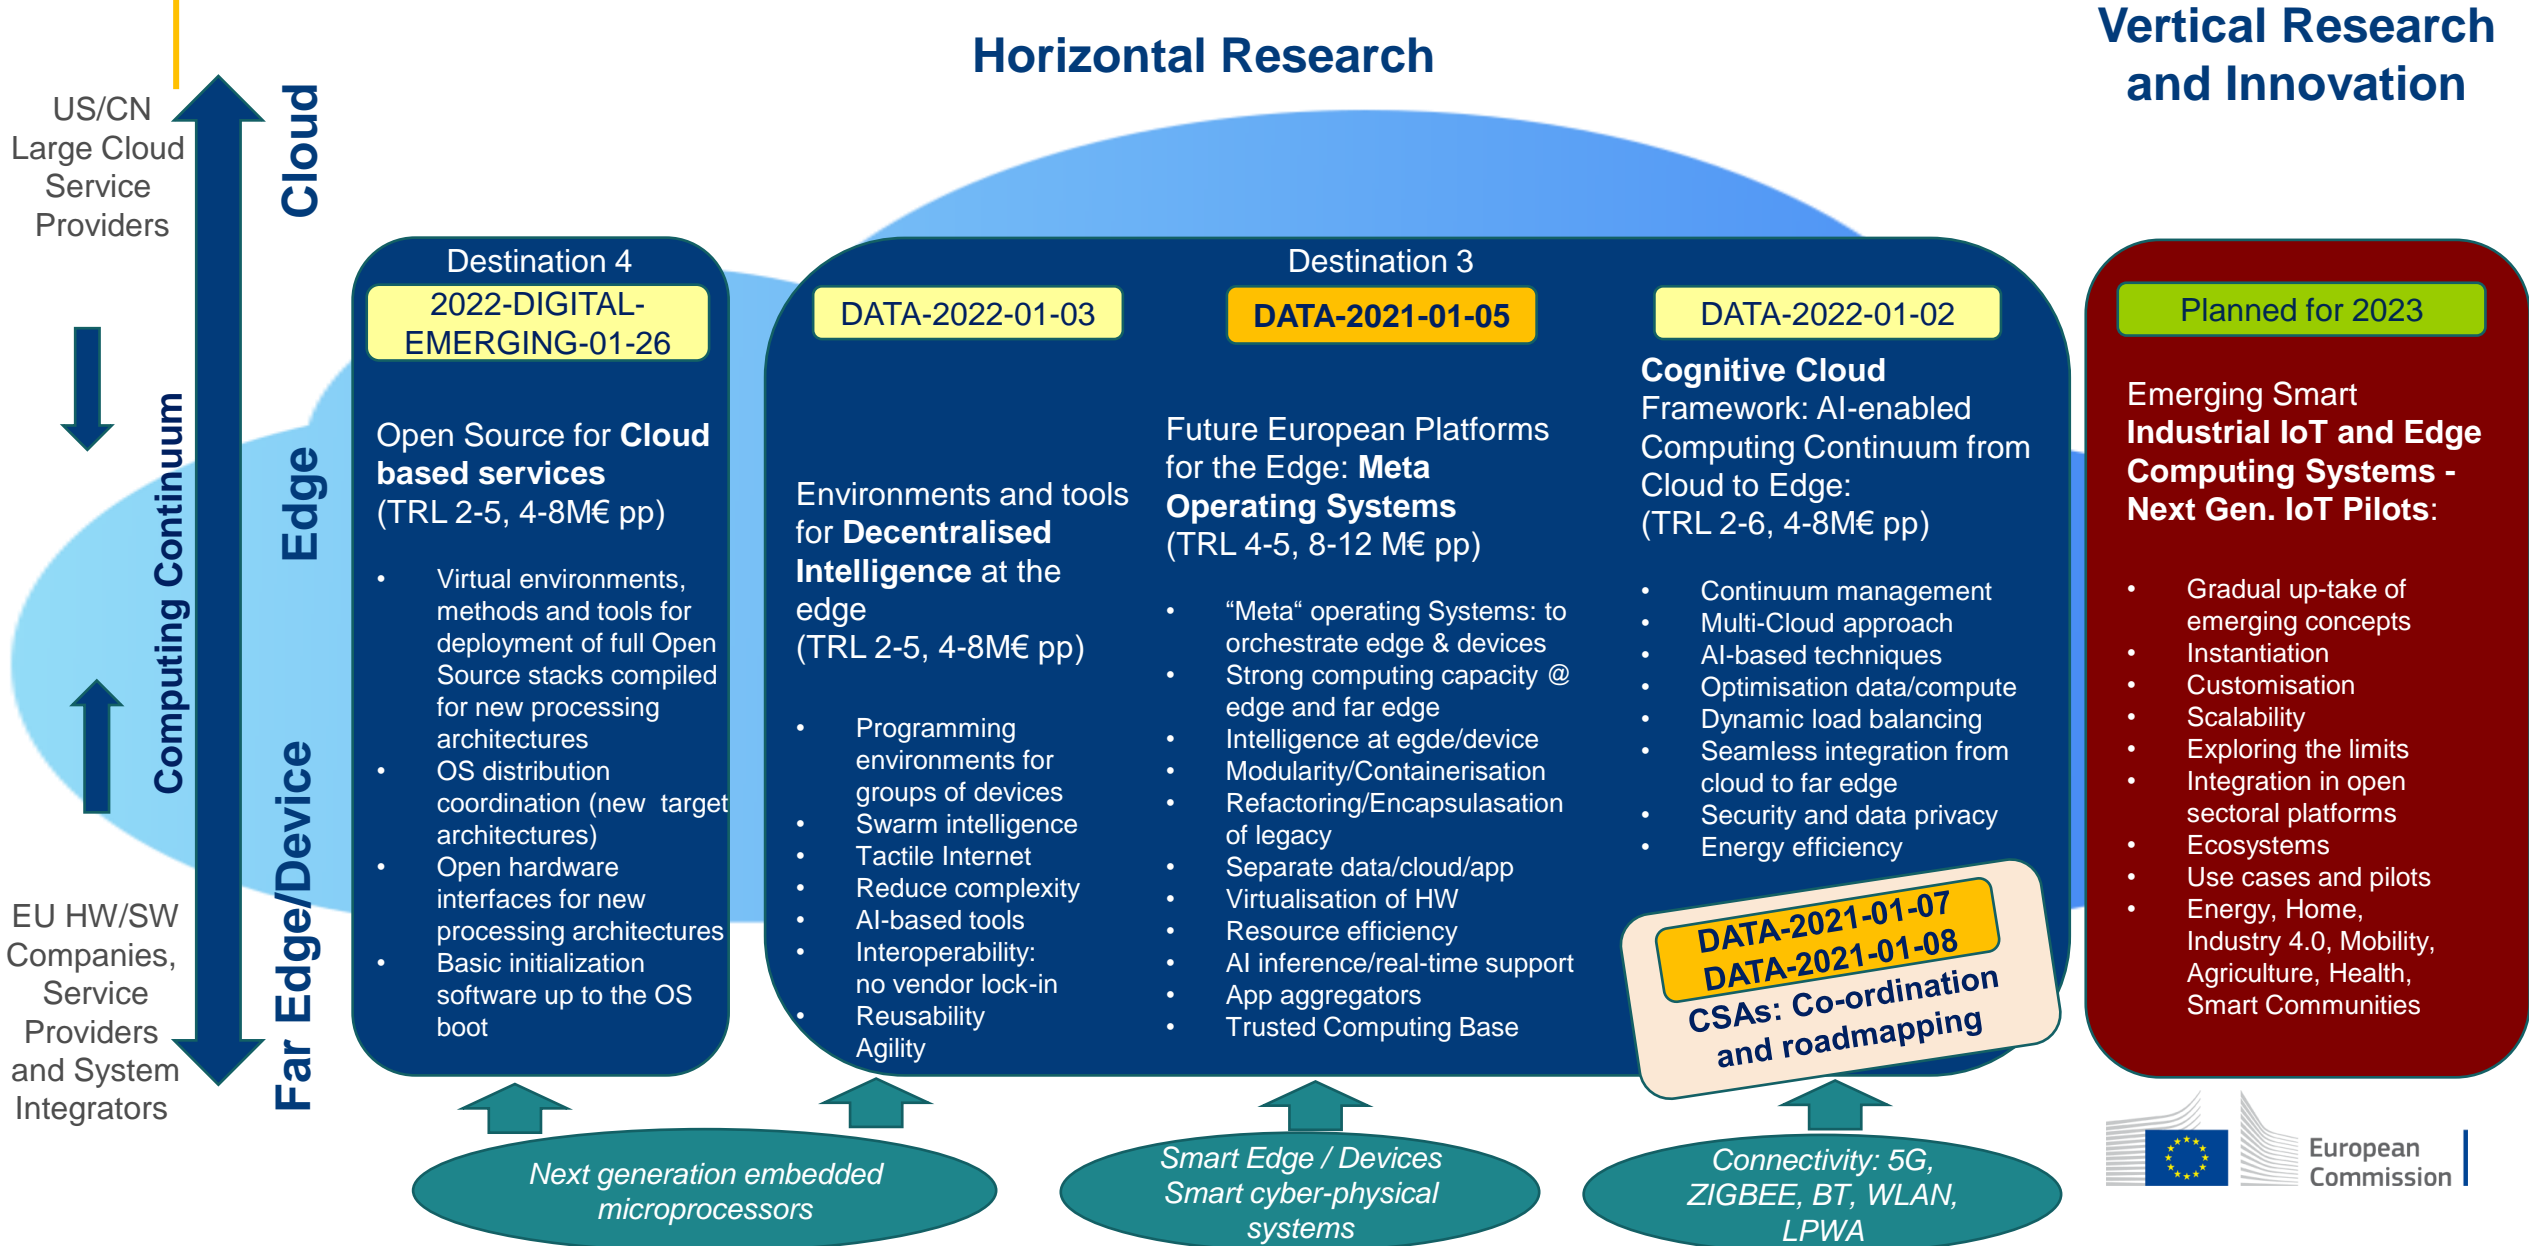 Horizontal Research
Vertical Research
and Innovation
US/CN
Large Cloud
Service
Providers
Cloud
Edge
Computing Continuum
Far Edge/Device
EU HW/SW
Companies,
Service
Providers
and System
Integrators
Destination 4
2022-DIGITAL-
EMERGING-01-26
Open Source for Cloud
based services
(TRL 2-5, 4-8M€ pp)
• Virtual environments,
methods and tools for
deployment of full Open
Source stacks compiled
for new processing
architectures
• OS distribution
coordination (new target
architectures)
• Open hardware
interfaces for new
processing architectures
• Basic initialization
software up to the OS
boot
Destination 3
DATA-2022-01-03
Environments and tools
for Decentralised
Intelligence at the
edge
(TRL 2-5, 4-8M€ pp)
• Programming
environments for
groups of devices
• Swarm intelligence
• Tactile Internet
• Reduce complexity
• AI-based tools
• Interoperability:
no vendor lock-in
• Reusability
Agility
DATA-2021-01-05
Future European Platforms
for the Edge: Meta
Operating Systems
(TRL 4-5, 8-12 M€ pp)
• “Meta“ operating Systems: to
orchestrate edge & devices
• Strong computing capacity @
edge and far edge
• Intelligence at egde/device
• Modularity/Containerisation
• Refactoring/Encapsulasation
of legacy
• Separate data/cloud/app
• Virtualisation of HW
• Resource efficiency
• AI inference/real-time support
• App aggregators
• Trusted Computing Base
DATA-2022-01-02
Cognitive Cloud
Framework: AI-enabled
Computing Continuum from
Cloud to Edge:
(TRL 2-6, 4-8M€ pp)
• Continuum management
• Multi-Cloud approach
• AI-based techniques
• Optimisation data/compute
• Dynamic load balancing
• Seamless integration from
cloud to far edge
• Security and data privacy
• Energy efficiency
DATA-2021-01-07
DATA-2021-01-08
CSAs: Co-ordination
and roadmapping
Planned for 2023
Emerging Smart
Industrial IoT and Edge
Computing Systems -
Next Gen. IoT Pilots:
• Gradual up-take of
emerging concepts
• Instantiation
• Customisation
• Scalability
• Exploring the limits
• Integration in open
sectoral platforms
• Ecosystems
• Use cases and pilots
• Energy, Home,
Industry 4.0, Mobility,
Agriculture, Health,
Smart Communities
Next generation embedded
microprocessors
Smart Edge / Devices
Smart cyber-physical
systems
Connectivity: 5G,
ZIGBEE, BT, WLAN,
LPWA
European
Commission